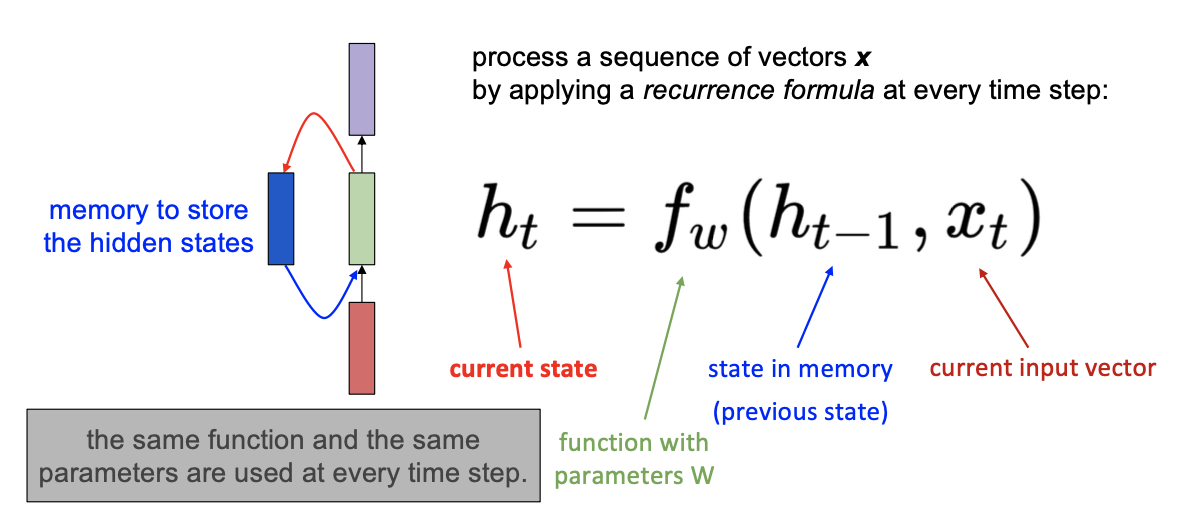 process a sequence of vectors x
by applying a recurrence formula at every time step:
memory to store
the hidden states
h_t = f_w(h_{t-1}, x_t)
current state
state in memory
(previous state)
current input vector
function with
parameters W
the same function and the same
parameters are used at every time step.